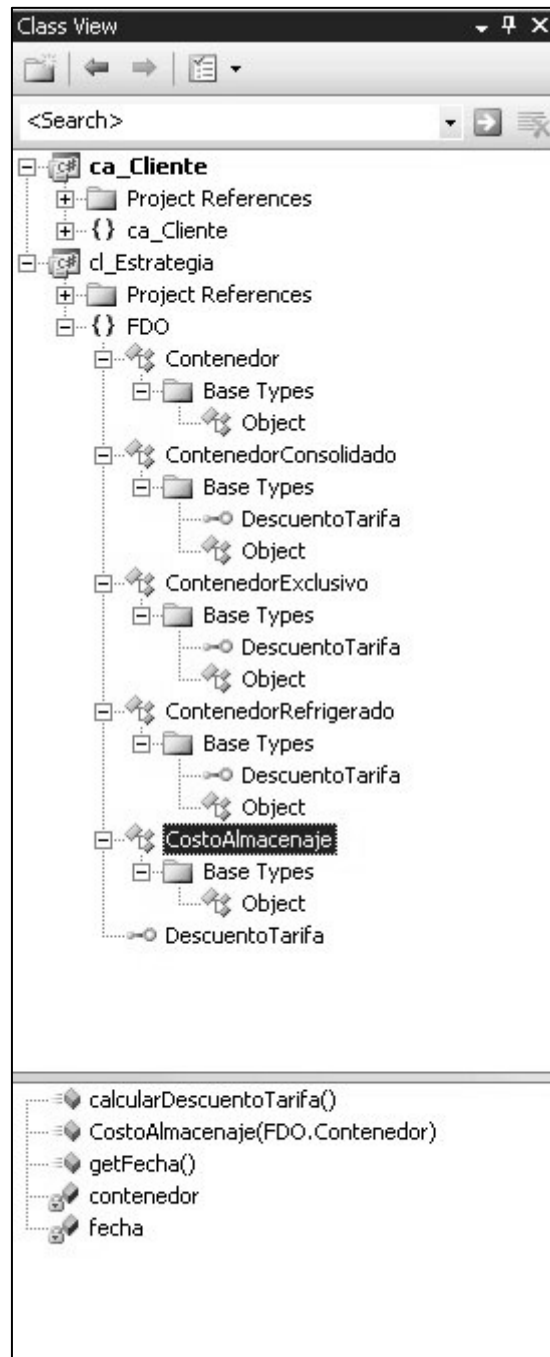 Class View
<Search>
ca_Cliente
Project References
{} ca_Cliente
cl_Estrategia
Project References
{} FDO
Contenedor
Base Types
Object
ContenedorConsolidado
Base Types
DescuentoTarifa
Object
ContenedorExclusivo
Base Types
DescuentoTarifa
Object
ContenedorRefrigerado
Base Types
DescuentoTarifa
Object
CostoAlmacenaje
Base Types
Object
DescuentoTarifa
calcularDescuentoTarifa()
CostoAlmacenaje(FDO.Contenedor)
getFecha()
contenedor
fecha